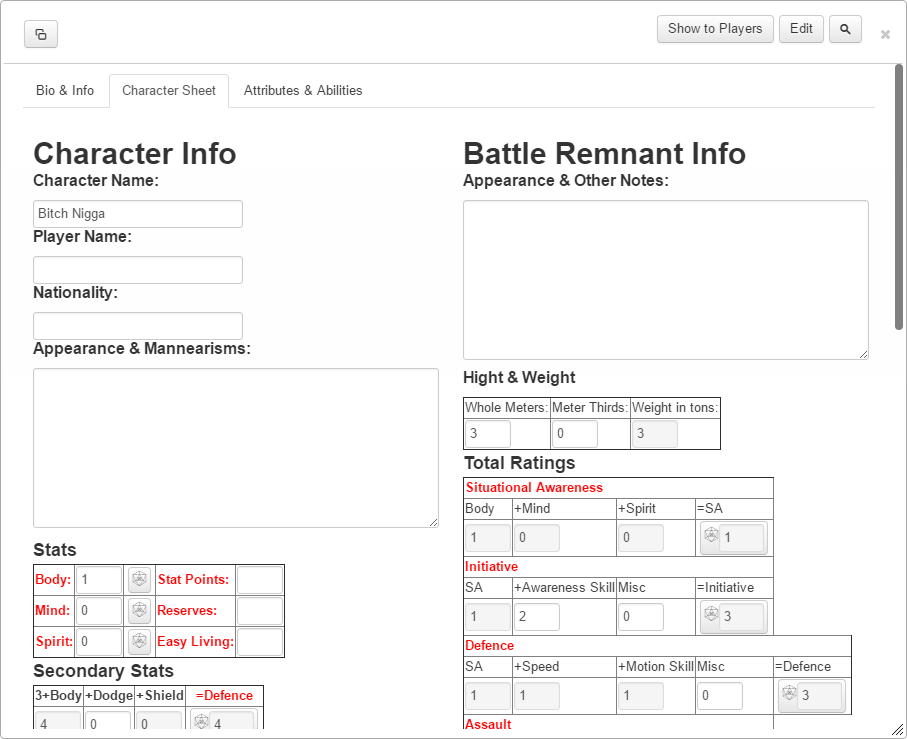 Show to Players Edit
Bio & Info Character Sheet Attributes & Abilities
Character Info
Character Name:
Bitch Nigga
Player Name:
Nationality:
Appearance & Mannearisms:
Stats
Body: 1 Stat Points:
Mind: 0 Reserves:
Spirit: 0 Easy Living:
Secondary Stats
3+Body +Dodge +Shield =Defence
4 0 0 4
Battle Remnant Info
Appearance & Other Notes:
Hight & Weight
Whole Meters: Meter Thirds: Weight in tons:
3 0 3
Total Ratings
Situational Awareness
Body +Mind +Spirit =SA
1 0 0 1
Initiative
SA +Awareness Skill Misc =Initiative
1 2 0 3
Defence
SA +Speed +Motion Skill Misc =Defence
1 1 1 0 3
Assault